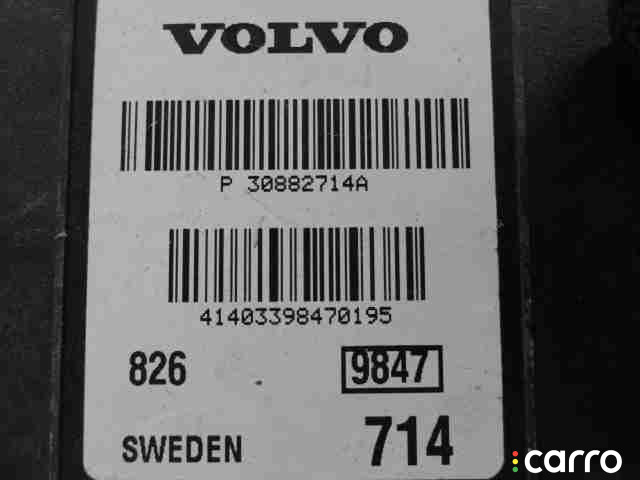 VOLVO
P 30882714A
41403398470195
826 9847
SWEDEN 714
carro